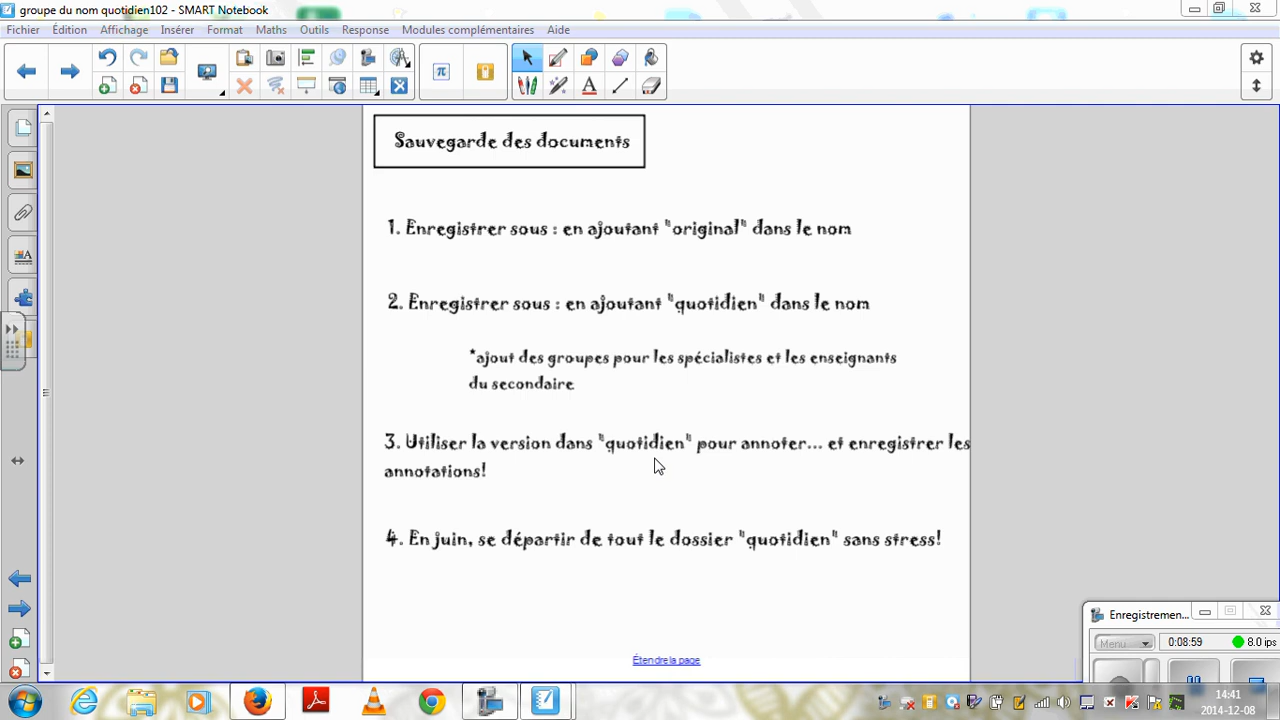 groupe du nom quotidien102 - SMART Notebook
Fichier Édition Affichage Insérer Format Maths Outils Response Modules complémentaires Aide
Sauvegarde des documents
1. Enregistrer sous : en ajoutant "original" dans le nom
2. Enregistrer sous : en ajoutant "quotidien" dans le nom
*ajout des groupes pour les spécialistes et les enseignants
du secondaire
3. Utiliser la version dans "quotidien" pour annoter... et enregistrer les
annotations!
4. En juin, se départir de tout le dossier "quotidien" sans stress!
Étendre la page
Enregistremen...
Menu 0:08:59 8.0 ips
14:41
2014-12-08